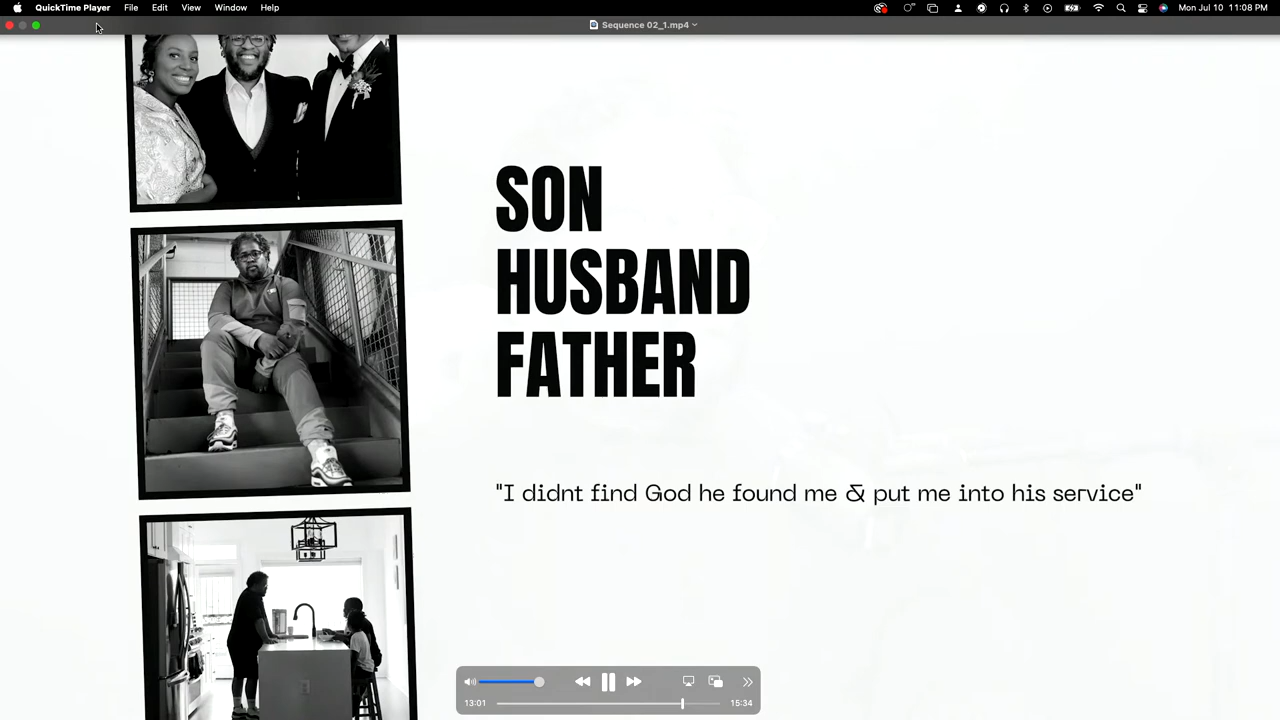 QuickTime Player File Edit View Window Help Mon Jul 10 11:08 PM
Sequence 02_1.mp4
SON
HUSBAND
FATHER
"I didnt find God he found me & put me into his service"
13:01 15:34